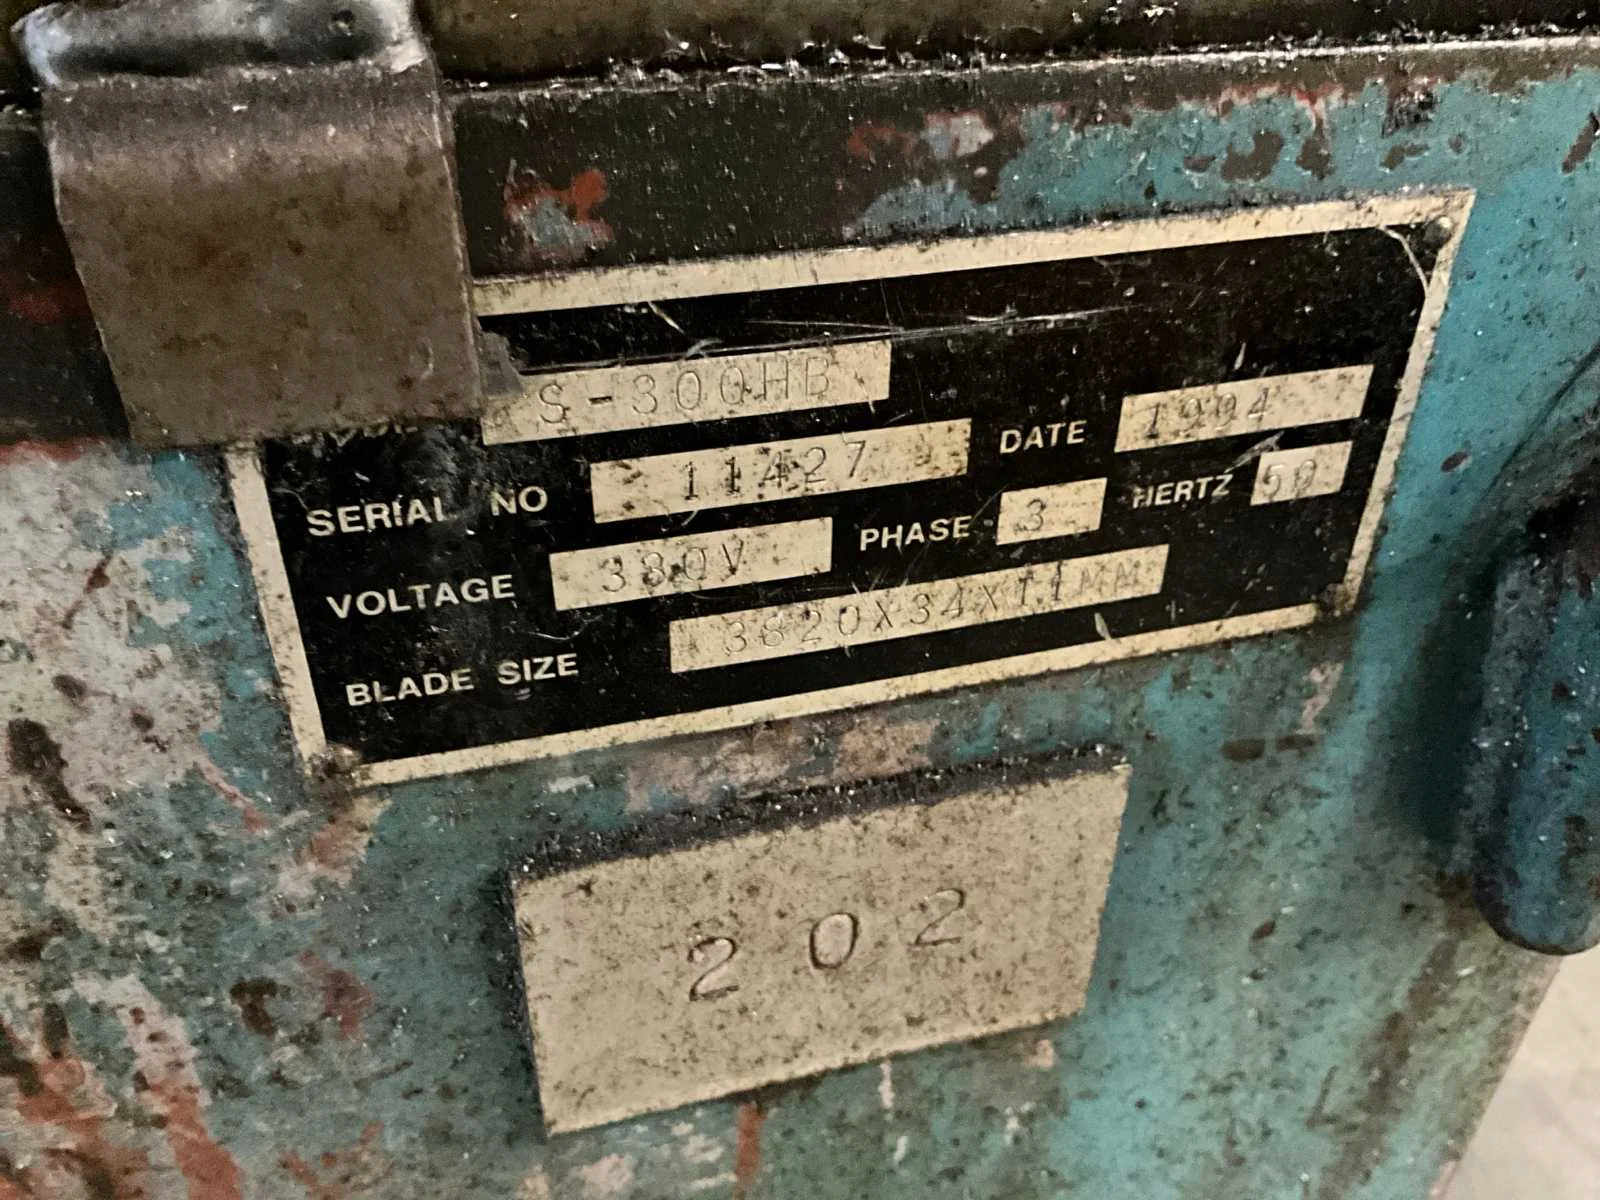 S-300HB
SERIAL NO 11427 DATE 1994
VOLTAGE 380V PHASE 3 HERTZ 50
BLADE SIZE 3820X34X1.1MM
202